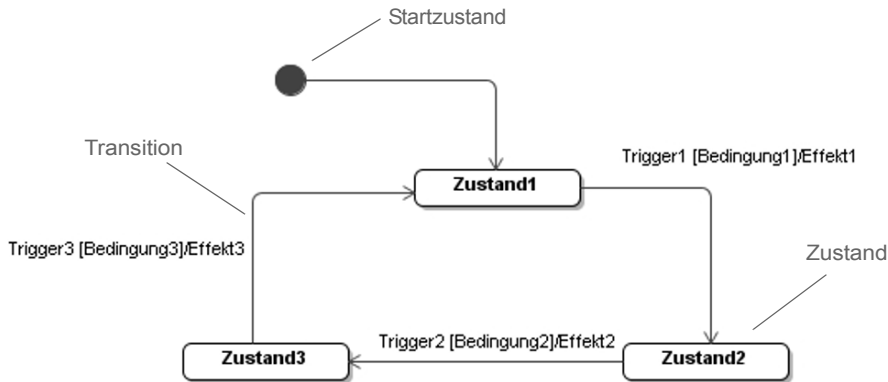 Startzustand
Transition
Trigger1 [Bedingung1]/Effekt1
Zustand1
Trigger3 [Bedingung3]/Effekt3
Zustand
Trigger2 [Bedingung2]/Effekt2
Zustand3
Zustand2